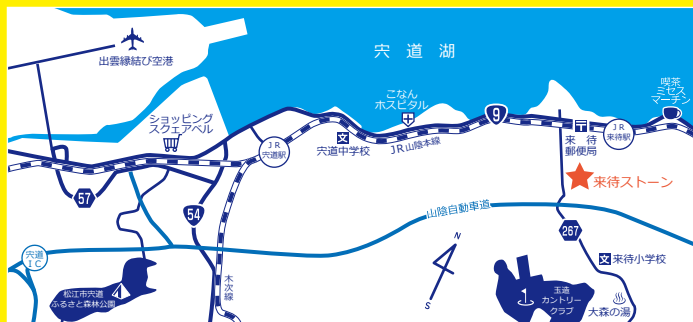 宍道湖
出雲縁結び空港
ショッピング
スクェアベル
こなん
ホスピタル
喫茶
ミセス
マーチン
9
JR
宍道駅
文
宍道中学校
JR山陰本線
来待
郵便局
JR
来待駅
来待ストーン
57
54
山陰自動車道
267
宍道
IC
木次線
N
S
文
来待小学校
松江市宍道
ふるさと森林公園
玉造
カントリー
クラブ
大森の湯